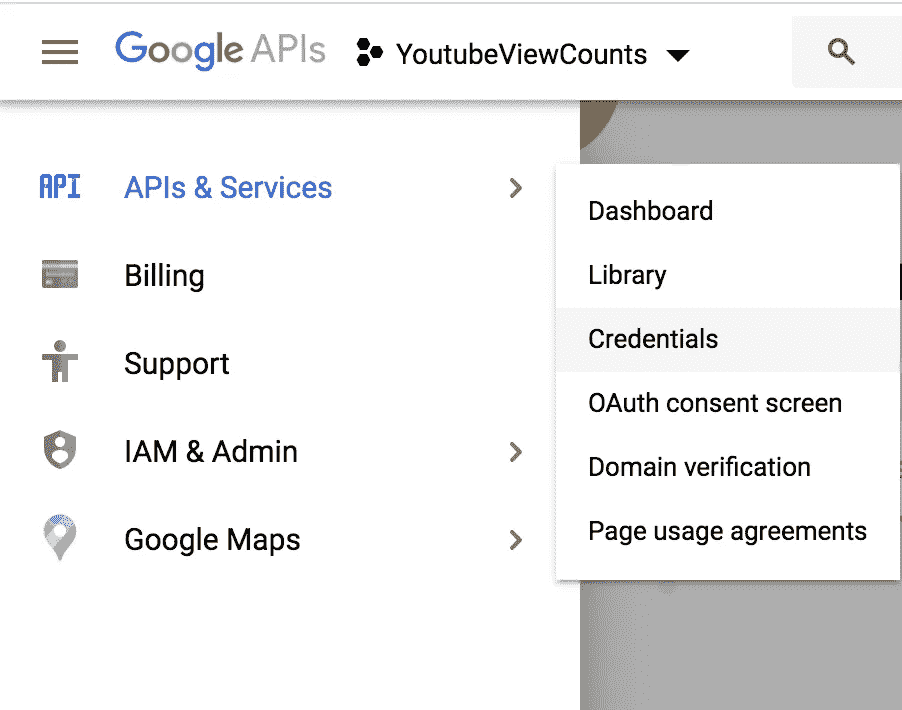 Google APIs YoutubeViewCounts
API APIs & Services
Billing
Support
IAM & Admin
Google Maps
Dashboard
Library
Credentials
OAuth consent screen
Domain verification
Page usage agreements